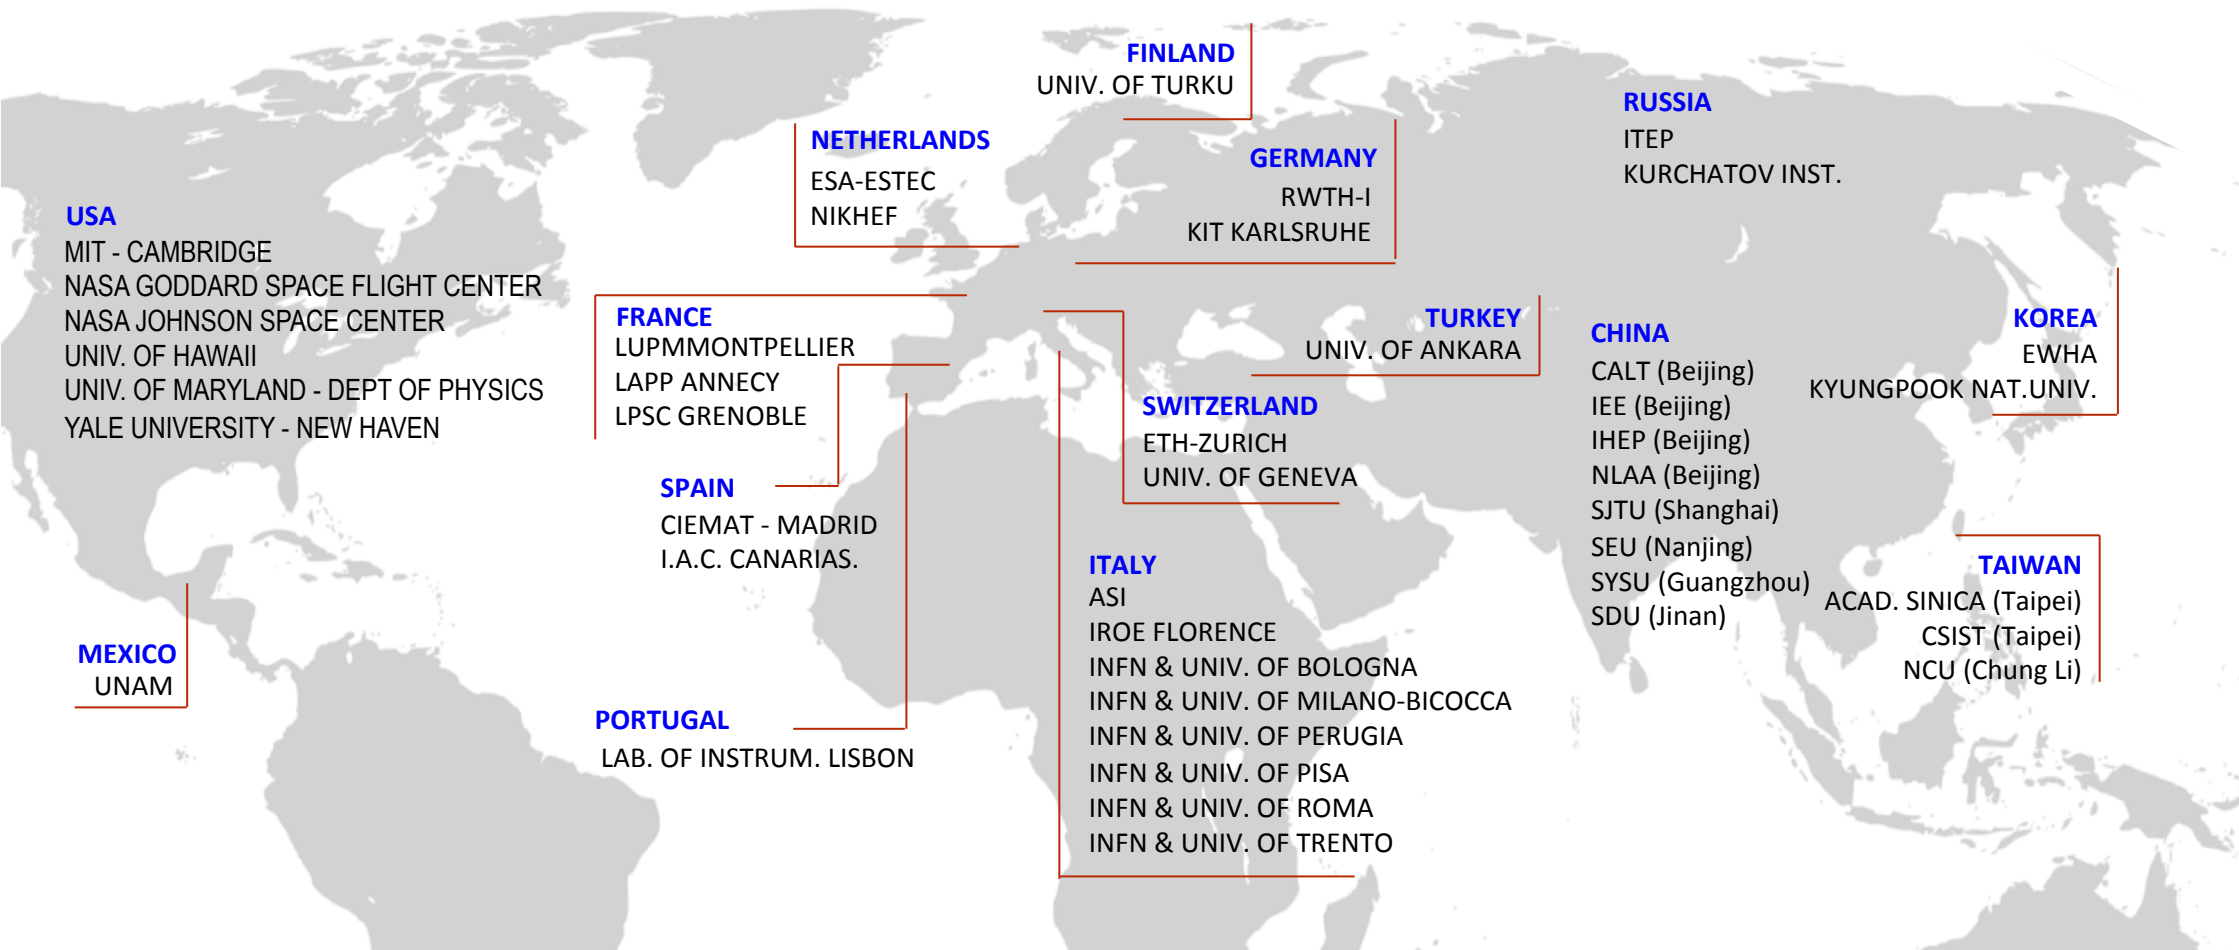 FINLAND
UNIV. OF TURKU
RUSSIA
ITEP
KURCHATOV INST.
NETHERLANDS
ESA-ESTEC
NIKHEF
GERMANY
RWTH-I
KIT KARLSRUHE
USA
MIT - CAMBRIDGE
NASA GODDARD SPACE FLIGHT CENTER
NASA JOHNSON SPACE CENTER
UNIV. OF HAWAII
UNIV. OF MARYLAND - DEPT OF PHYSICS
YALE UNIVERSITY - NEW HAVEN
FRANCE
LUPMMONTPELLIER
LAPP ANNECY
LPSC GRENOBLE
TURKEY
UNIV. OF ANKARA
CHINA
CALT (Beijing)
IEE (Beijing)
IHEP (Beijing)
NLAA (Beijing)
SJTU (Shanghai)
SEU (Nanjing)
SYSU (Guangzhou)
SDU (Jinan)
KOREA
EWHA
KYUNGPOOK NAT.UNIV.
SWITZERLAND
ETH-ZURICH
UNIV. OF GENEVA
SPAIN
CIEMAT - MADRID
I.A.C. CANARIAS.
ITALY
ASI
IROE FLORENCE
INFN & UNIV. OF BOLOGNA
INFN & UNIV. OF MILANO-BICOCCA
INFN & UNIV. OF PERUGIA
INFN & UNIV. OF PISA
INFN & UNIV. OF ROMA
INFN & UNIV. OF TRENTO
TAIWAN
ACAD. SINICA (Taipei)
CSIST (Taipei)
NCU (Chung Li)
MEXICO
UNAM
PORTUGAL
LAB. OF INSTRUM. LISBON